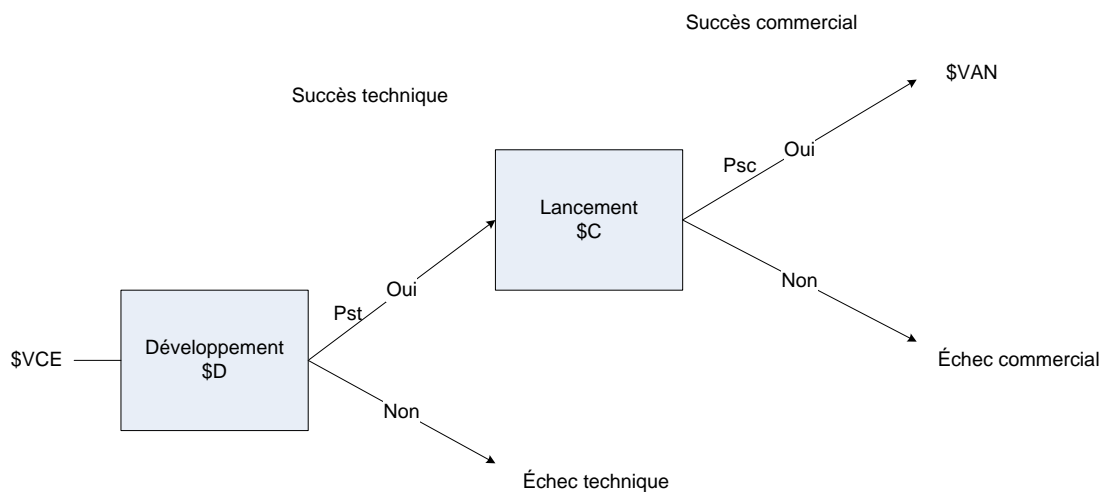 Succès commercial
$VAN
Succès technique
Oui
Psc
Lancement
$C
Non
Oui
Pst
Développement
$D
$VCE
Échec commercial
Non
Échec technique